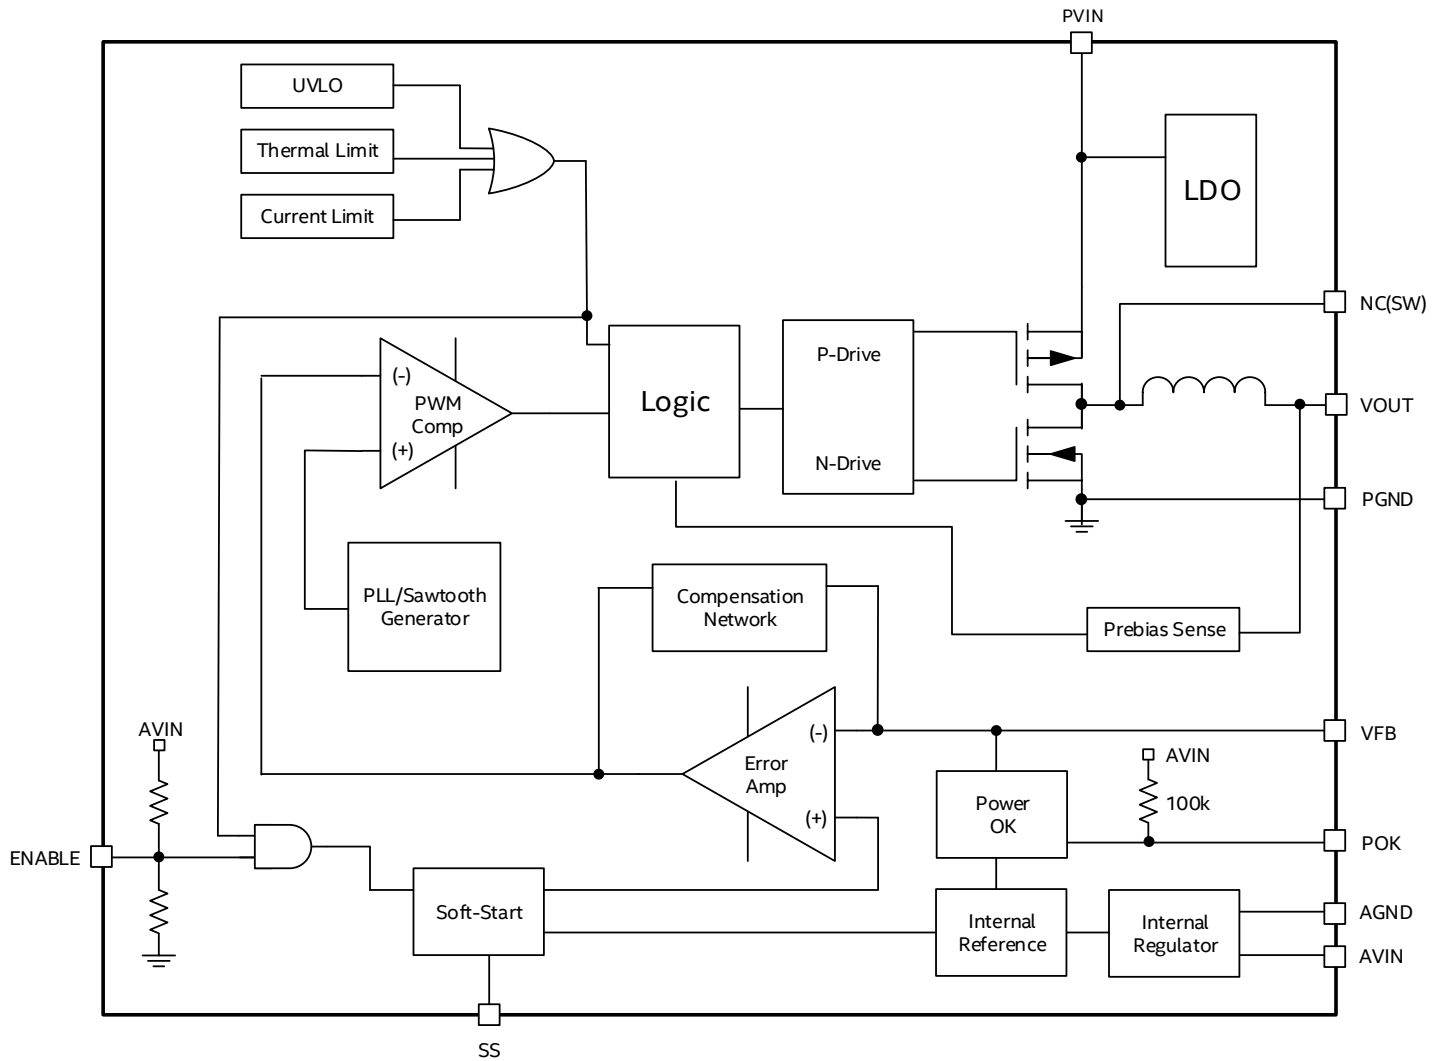 PVIN
UVLO
Thermal Limit
Current Limit
LDO
NC(SW)
(-)
PWM
Comp
(+)
Logic
P-Drive
N-Drive
VOUT
PGND
PLL/Sawtooth
Generator
Compensation
Network
Prebias Sense
AVIN
(-)
Error
Amp
(+)
VFB
AVIN
100k
Power
OK
POK
ENABLE
Soft-Start
Internal
Reference
Internal
Regulator
AGND
AVIN
SS